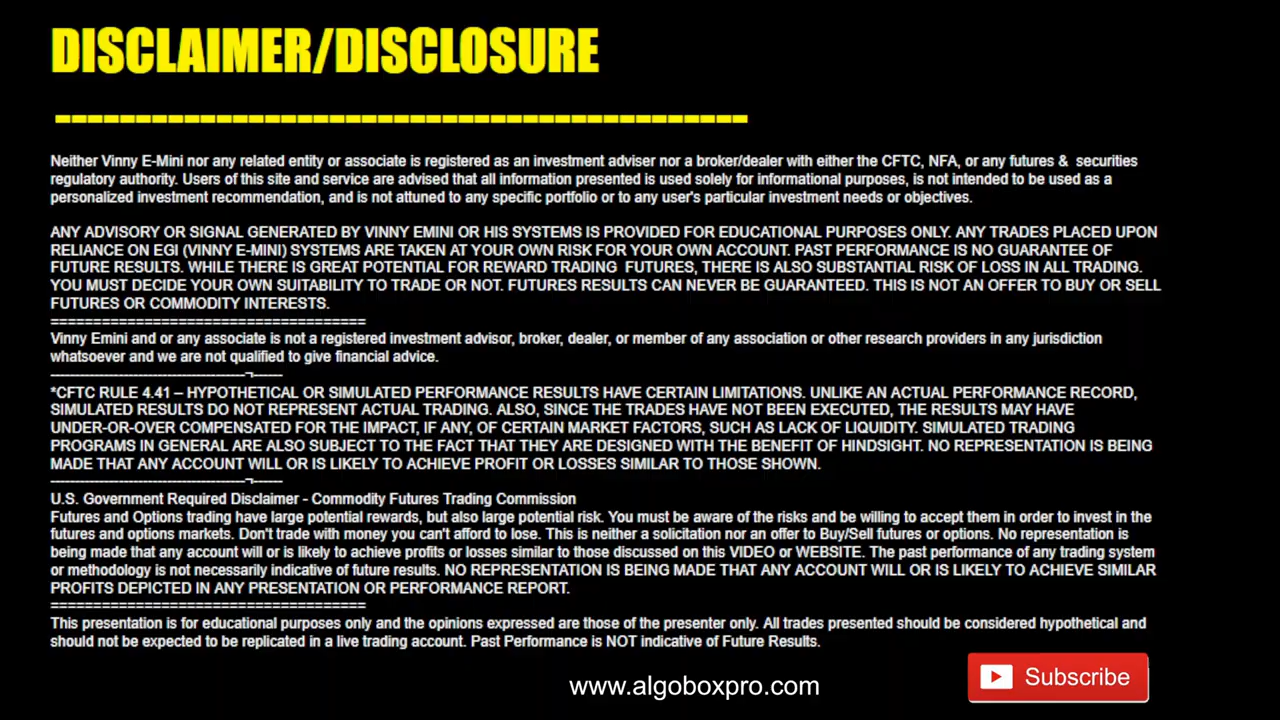 DISCLAIMER/DISCLOSURE
--------------------------------------------
Neither Vinny E-Mini nor any related entity or associate is registered as an investment adviser nor a broker/dealer with either the CFTC, NFA, or any futures & securities
regulatory authority. Users of this site and service are advised that all information presented is used solely for informational purposes, is not intended to be used as a
personalized investment recommendation, and is not attuned to any specific portfolio or to any user's particular investment needs or objectives.
ANY ADVISORY OR SIGNAL GENERATED BY VINNY EMINI OR HIS SYSTEMS IS PROVIDED FOR EDUCATIONAL PURPOSES ONLY. ANY TRADES PLACED UPON
RELIANCE ON EGI (VINNY E-MINI) SYSTEMS ARE TAKEN AT YOUR OWN RISK FOR YOUR OWN ACCOUNT. PAST PERFORMANCE IS NO GUARANTEE OF
FUTURE RESULTS. WHILE THERE IS GREAT POTENTIAL FOR REWARD TRADING FUTURES, THERE IS ALSO SUBSTANTIAL RISK OF LOSS IN ALL TRADING.
YOU MUST DECIDE YOUR OWN SUITABILITY TO TRADE OR NOT. FUTURES RESULTS CAN NEVER BE GUARANTEED. THIS IS NOT AN OFFER TO BUY OR SELL
FUTURES OR COMMODITY INTERESTS.
====================================
Vinny Emini and or any associate is not a registered investment advisor, broker, dealer, or member of any association or other research providers in any jurisdiction
whatsoever and we are not qualified to give financial advice.
----------------------------------------¬------
*CFTC RULE 4.41 – HYPOTHETICAL OR SIMULATED PERFORMANCE RESULTS HAVE CERTAIN LIMITATIONS. UNLIKE AN ACTUAL PERFORMANCE RECORD,
SIMULATED RESULTS DO NOT REPRESENT ACTUAL TRADING. ALSO, SINCE THE TRADES HAVE NOT BEEN EXECUTED, THE RESULTS MAY HAVE
UNDER-OR-OVER COMPENSATED FOR THE IMPACT, IF ANY, OF CERTAIN MARKET FACTORS, SUCH AS LACK OF LIQUIDITY. SIMULATED TRADING
PROGRAMS IN GENERAL ARE ALSO SUBJECT TO THE FACT THAT THEY ARE DESIGNED WITH THE BENEFIT OF HINDSIGHT. NO REPRESENTATION IS BEING
MADE THAT ANY ACCOUNT WILL OR IS LIKELY TO ACHIEVE PROFIT OR LOSSES SIMILAR TO THOSE SHOWN.
----------------------------------------¬------
U.S. Government Required Disclaimer - Commodity Futures Trading Commission
Futures and Options trading have large potential rewards, but also large potential risk. You must be aware of the risks and be willing to accept them in order to invest in the
futures and options markets. Don't trade with money you can't afford to lose. This is neither a solicitation nor an offer to Buy/Sell futures or options. No representation is
being made that any account will or is likely to achieve profits or losses similar to those discussed on this VIDEO or WEBSITE. The past performance of any trading system
or methodology is not necessarily indicative of future results. NO REPRESENTATION IS BEING MADE THAT ANY ACCOUNT WILL OR IS LIKELY TO ACHIEVE SIMILAR
PROFITS DEPICTED IN ANY PRESENTATION OR PERFORMANCE REPORT.
====================================
This presentation is for educational purposes only and the opinions expressed are those of the presenter only. All trades presented should be considered hypothetical and
should not be expected to be replicated in a live trading account. Past Performance is NOT indicative of Future Results.
www.algoboxpro.com
Subscribe